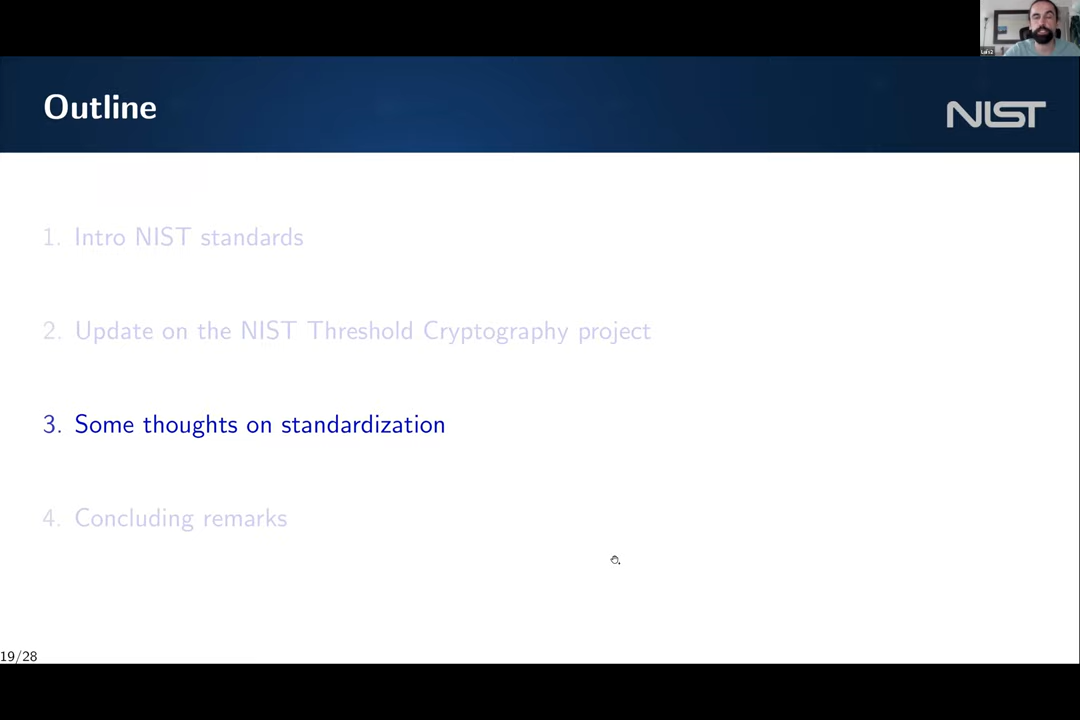 Outline
NIST
1. Intro NIST standards
2. Update on the NIST Threshold Cryptography project
3. Some thoughts on standardization
4. Concluding remarks
19/28